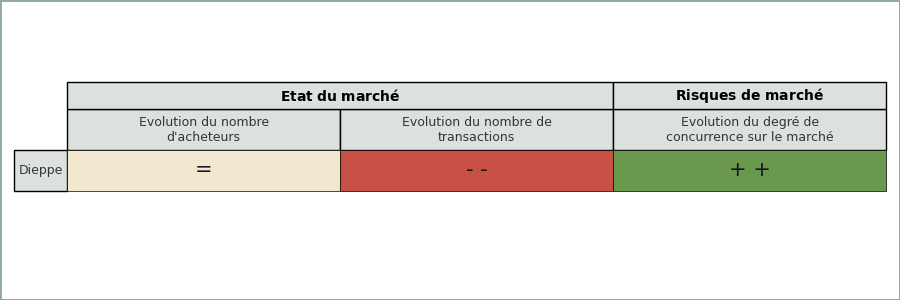 Etat du marché
Risques de marché
Evolution du nombre
d'acheteurs
Evolution du nombre de
transactions
Evolution du degré de
concurrence sur le marché
Dieppe
=
- -
+ +